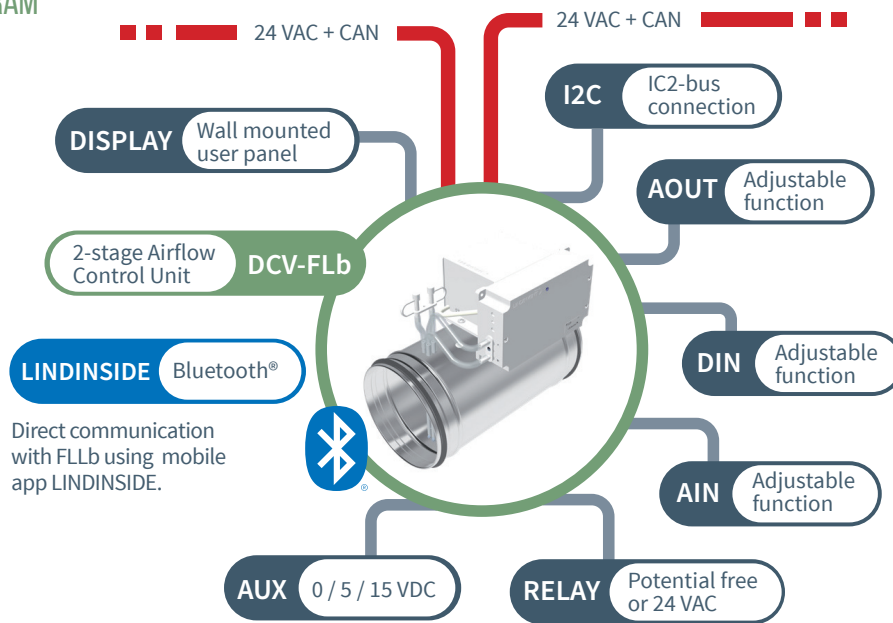 24 VAC + CAN
24 VAC + CAN
I2C
IC2-bus
connection
DISPLAY
Wall mounted
user panel
AOUT
Adjustable
function
2-stage Airflow
Control Unit
DCV-FLb
DIN
Adjustable
function
LINDINSIDE
Bluetooth®
Direct communication
with FLLb using mobile
app LINDINSIDE.
®
AIN
Adjustable
function
AUX
0 / 5 / 15 VDC
RELAY
Potential free
or 24 VAC